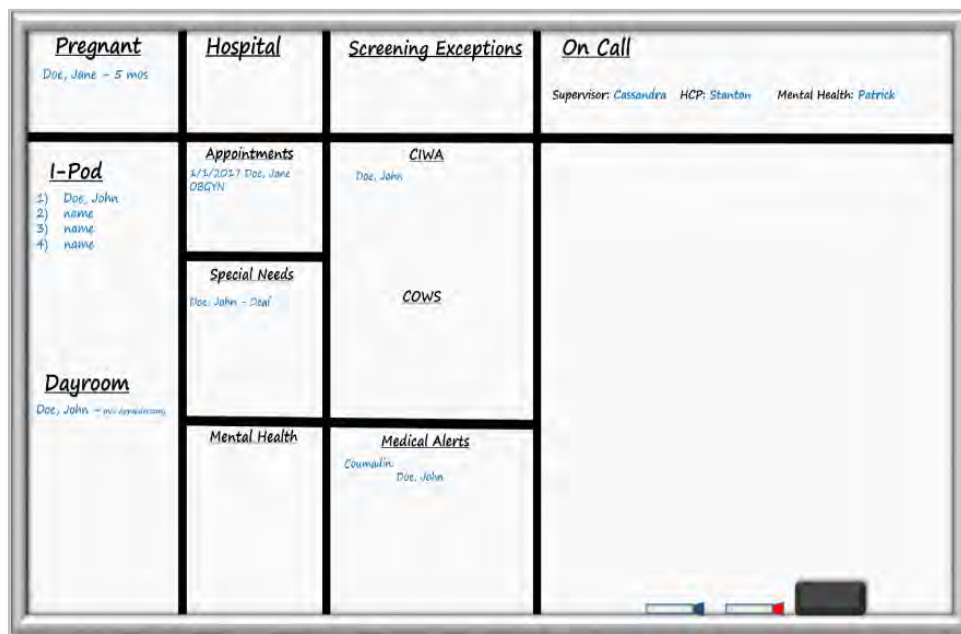 Pregnant
Doe, Jane – 5 mos
Hospital
Screening Exceptions
On Call
Supervisor: Cassandra HCP: Stanton Mental Health: Patrick
I-Pod
1) Doe, John
2) name
3) name
4) name
Dayroom
Doe, John –
Appointments
1/1/2017 Doe, Jane
OBGYN
Special Needs
Doe, John – Deaf
Mental Health
CIWA
Doe, John
COWS
Medical Alerts
Coumadin:
Doe, John